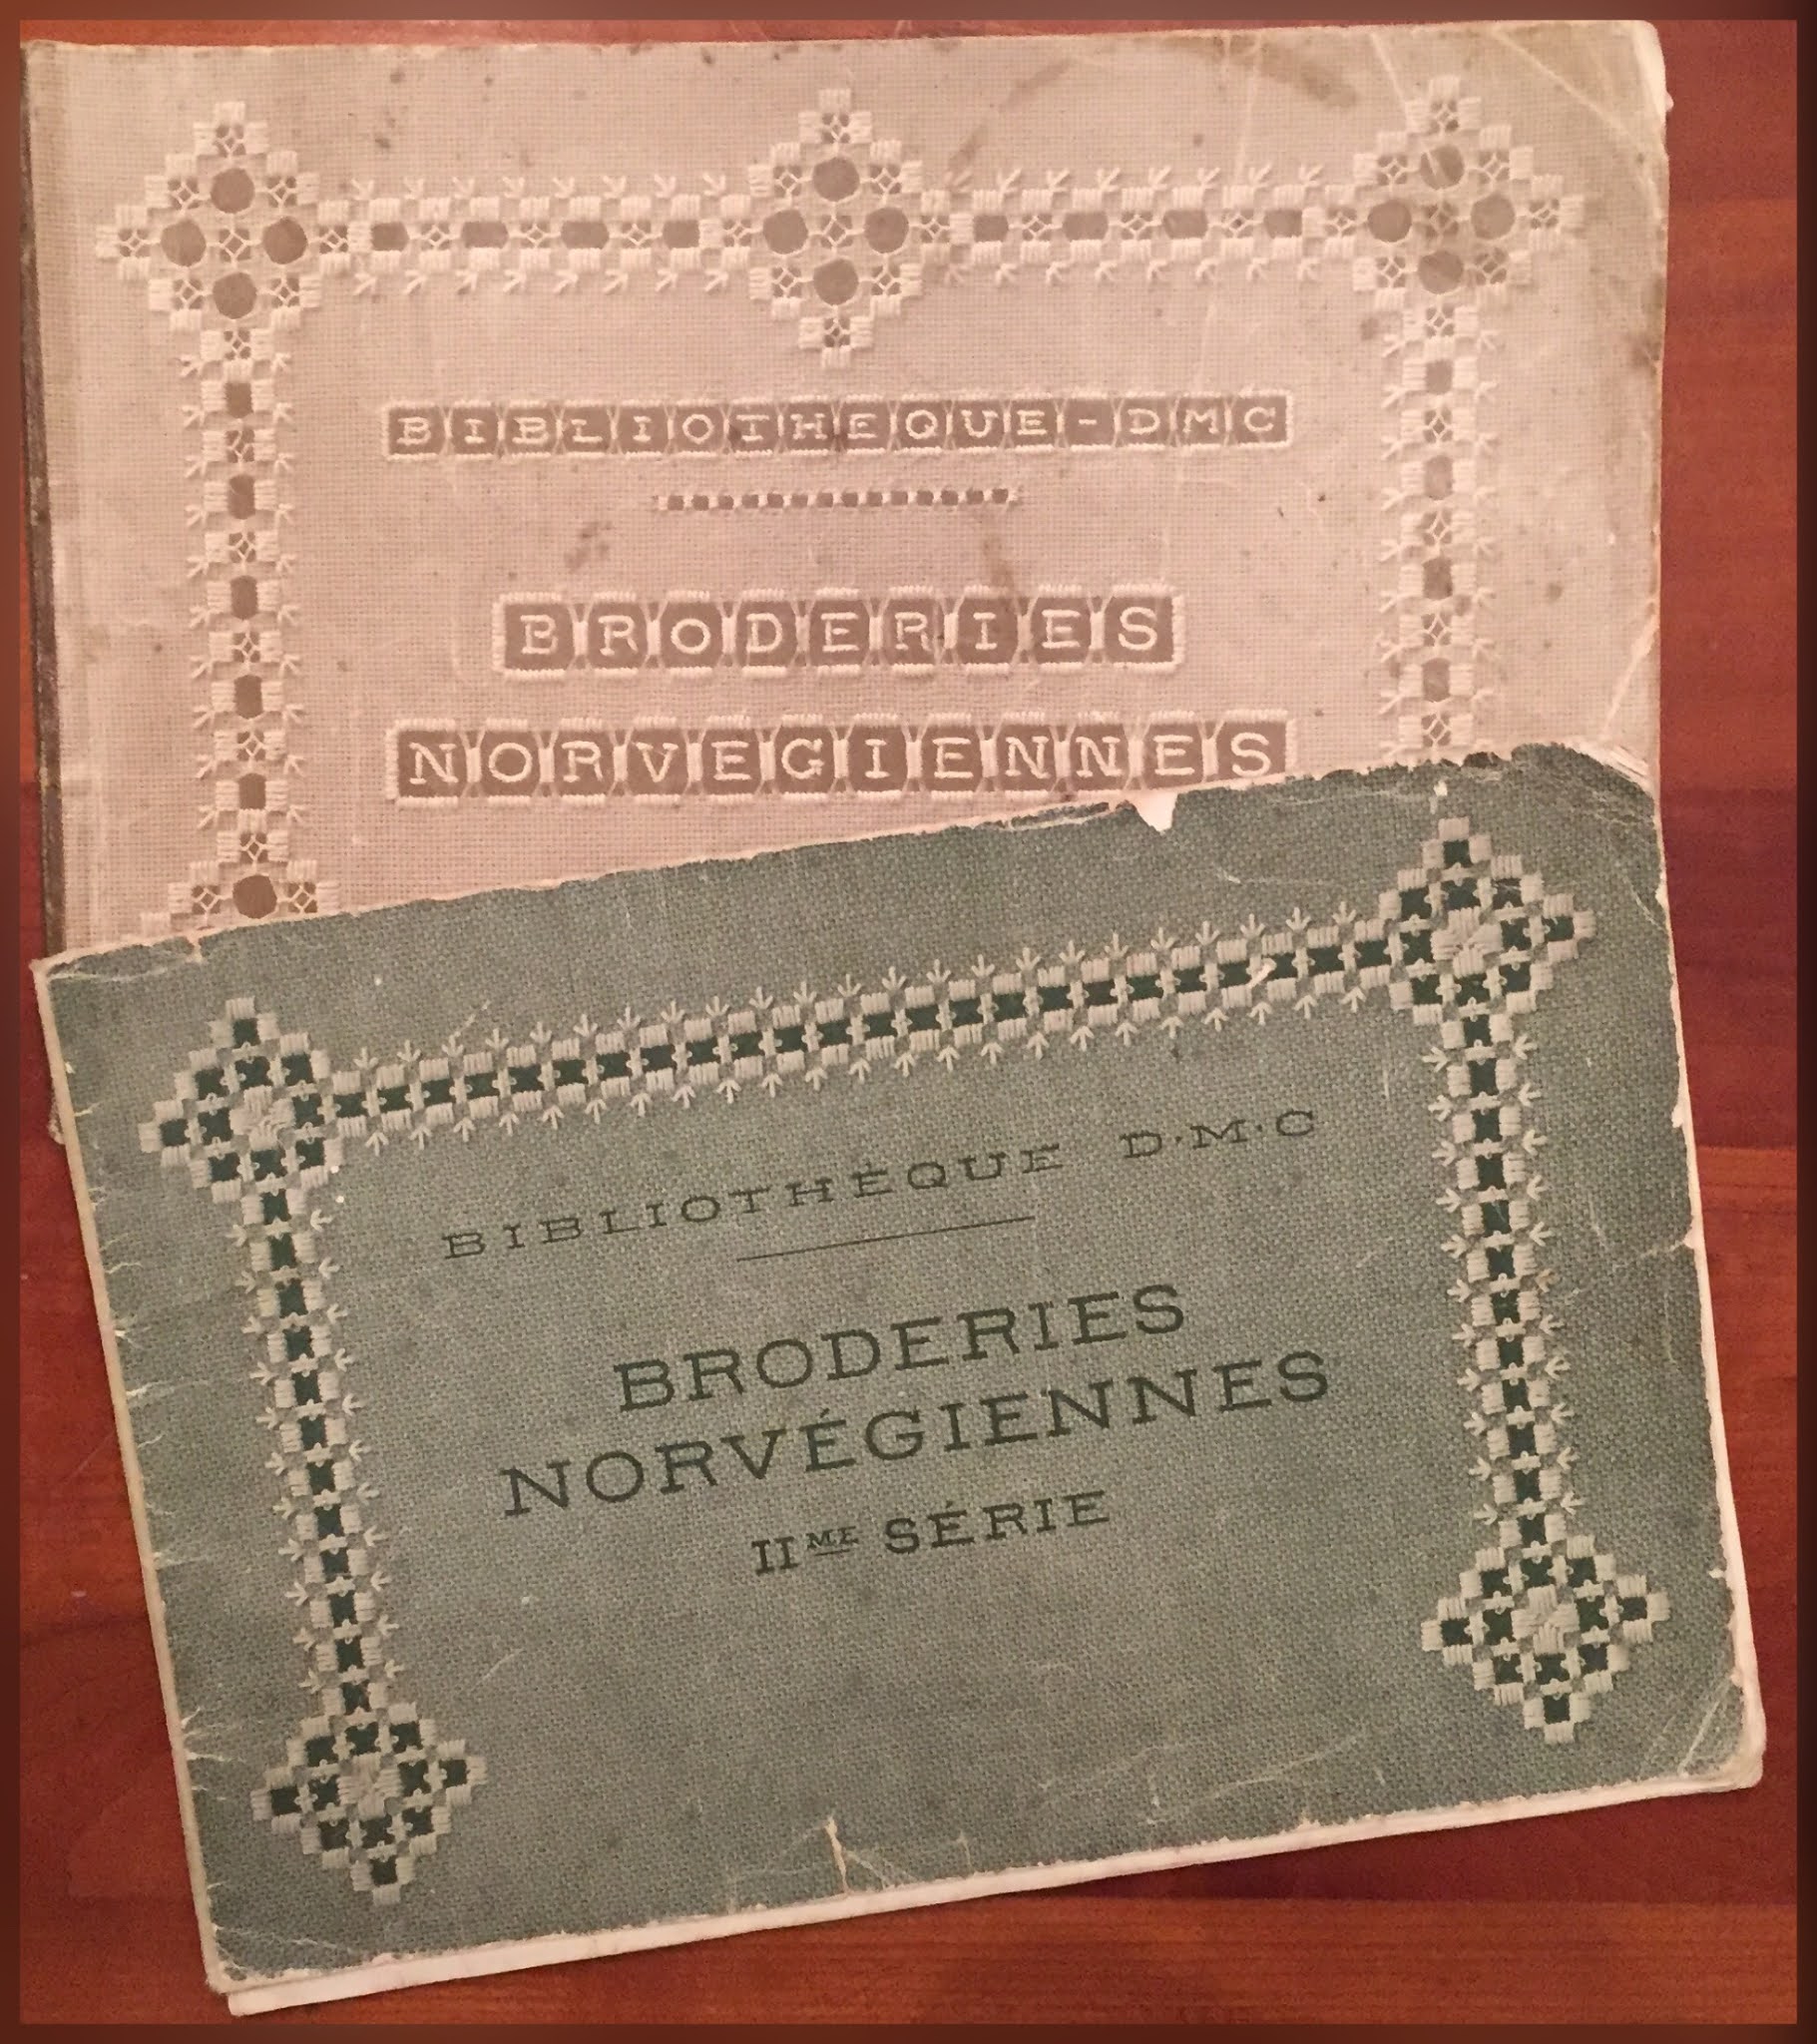 BIBLIOTHEQUE-DMC
BRODERIES
NORVEGIENNES
BIBLIOTHÈQUE D·M·C
BRODERIES
NORVÉGIENNES
IIME SÉRIE